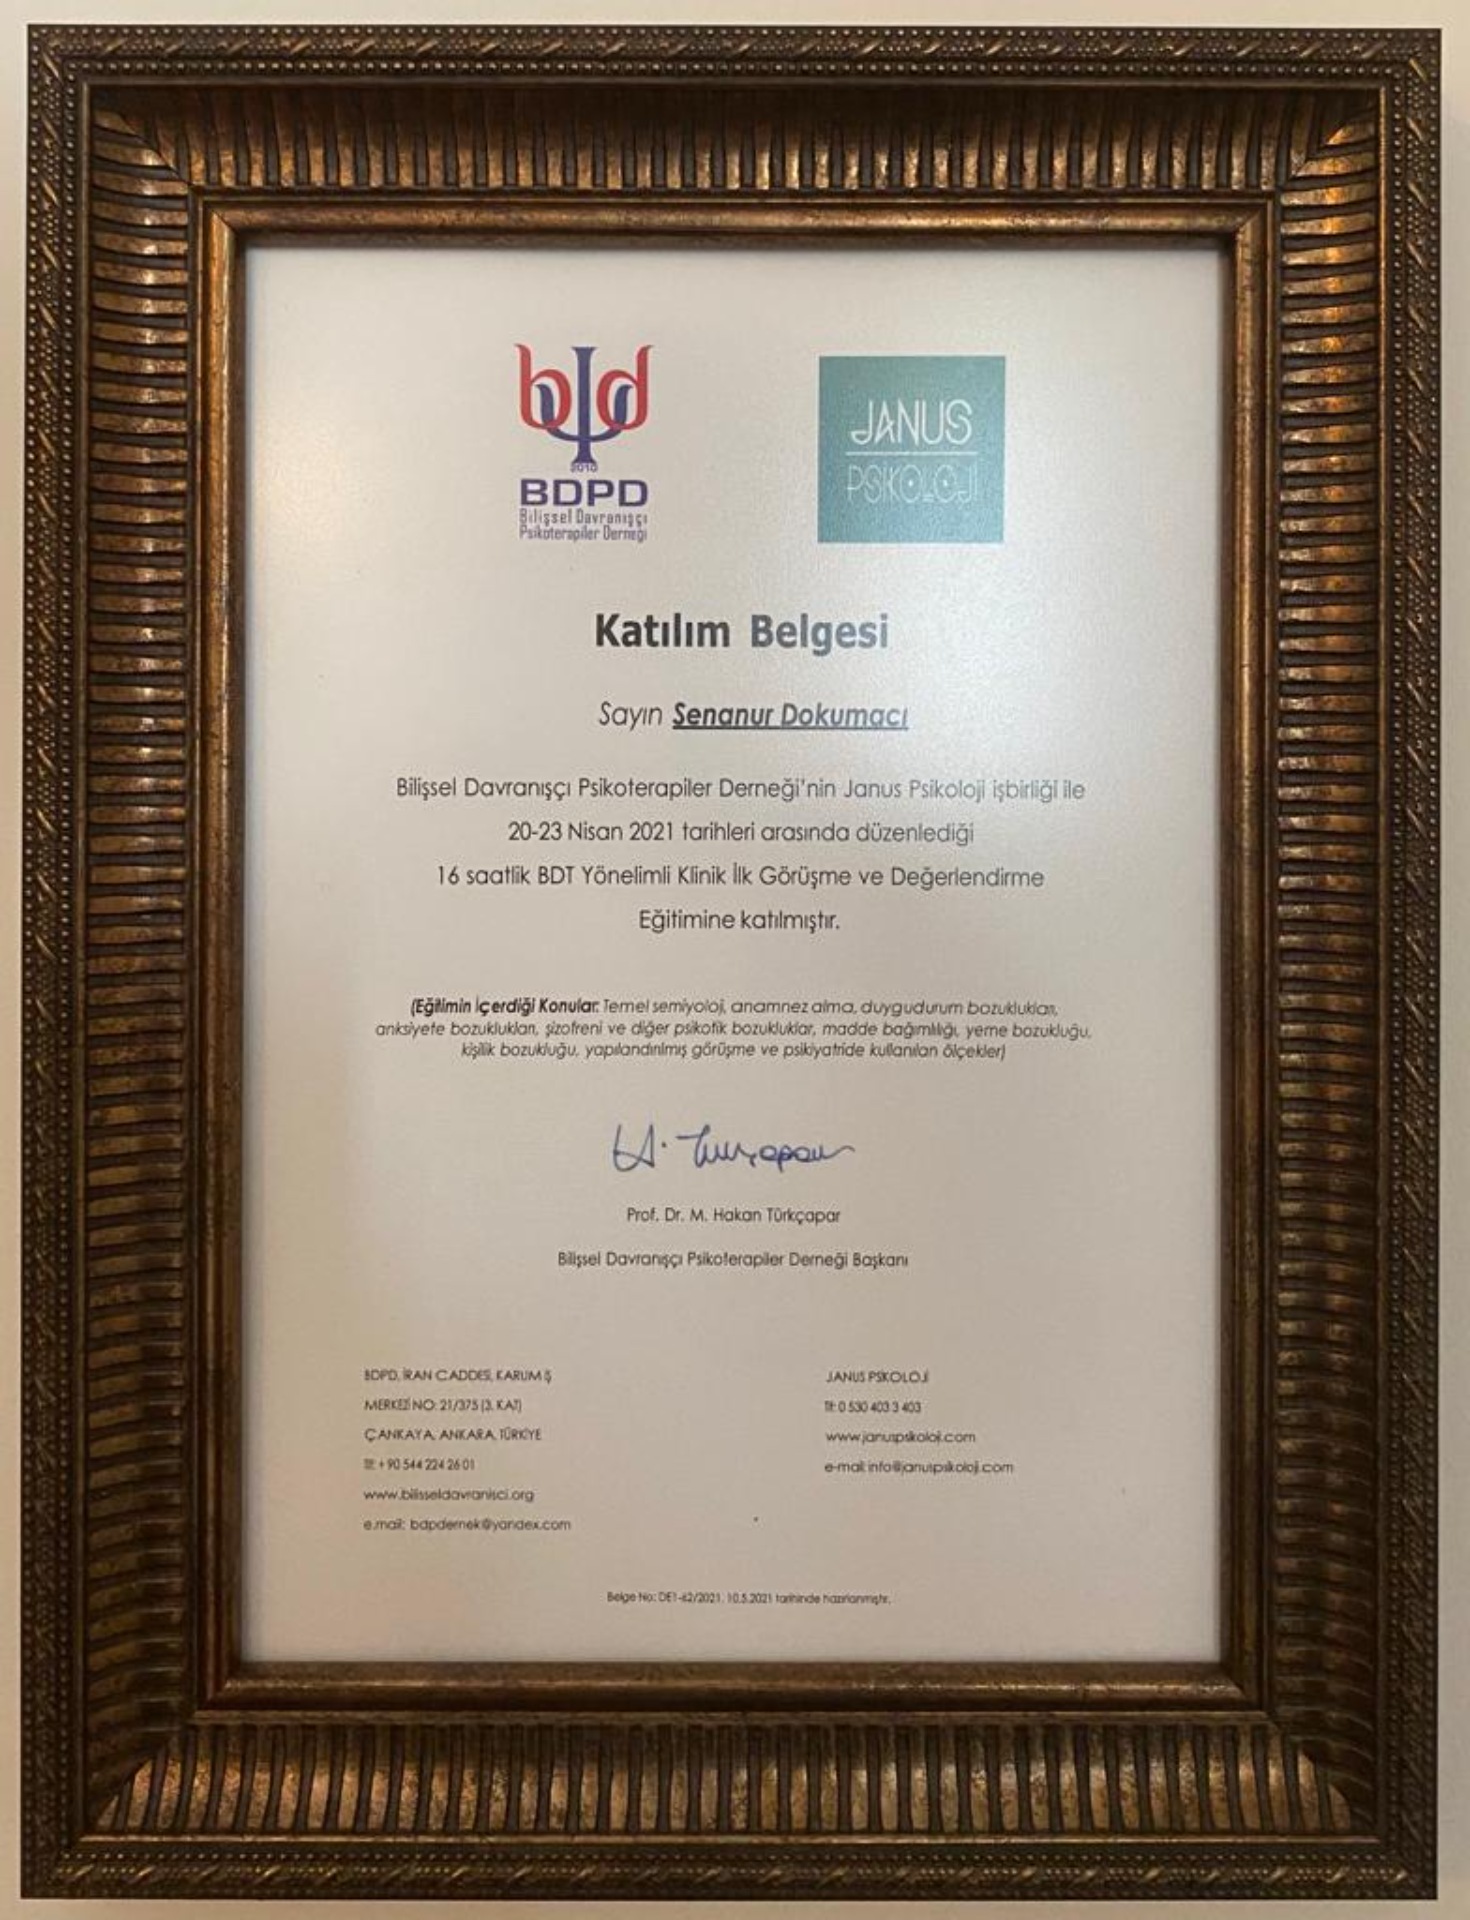 2010
BDPD
Bilişsel Davranışçı
Psikoterapiler Derneği
JANUS
PSİKOLOJİ
Katılım Belgesi
Sayın Senanur Dokumacı
Bilişsel Davranışçı Psikoterapiler Derneği'nin Janus Psikoloji işbirliği ile
20-23 Nisan 2021 tarihleri arasında düzenlediği
16 saatlik BDT Yönelimli Klinik İlk Görüşme ve Değerlendirme
Eğitimine katılmıştır.
(Eğitimin İçerdiği Konular: Temel semiyoloji, anamnez alma, duygudurum bozuklukları,
anksiyete bozuklukları, şizofreni ve diğer psikotik bozukluklar, madde bağımlılığı, yeme bozukluğu,
kişilik bozukluğu, yapılandırılmış görüşme ve psikiyatride kullanılan ölçekler)
H. Türkçapar
Prof. Dr. M. Hakan Türkçapar
Bilişsel Davranışçı Psikoterapiler Derneği Başkanı
BDPD, İRAN CADDESİ, KARUM İŞ
MERKEZİ NO: 21/375 (3. KAT)
ÇANKAYA, ANKARA, TÜRKİYE
Tlf: +90 544 224 26 01
www.bilisseldavranisci.org
e.mail: bdpdernek@yandex.com
JANUS PSİKOLOJİ
Tlf: 0 530 403 3 403
www.januspsikoloji.com
e-mail: info@januspsikoloji.com
Belge No: DE1-62/2021. 10.5.2021 tarihinde hazırlanmıştır.